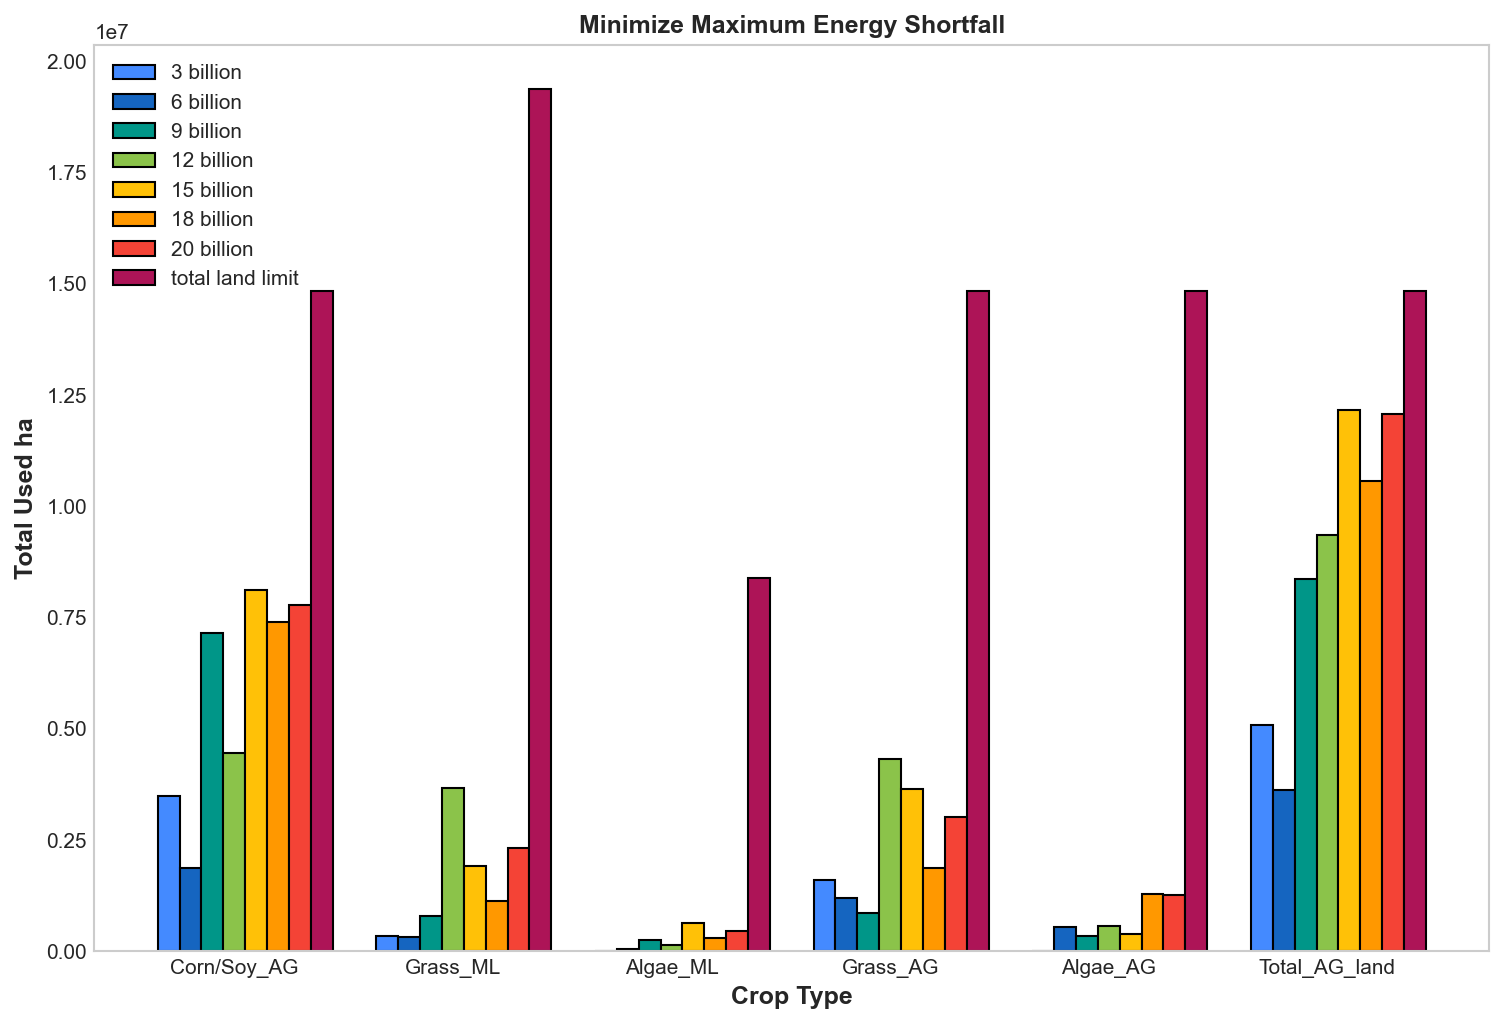 Minimize Maximum Energy Shortfall
1e7
2.00
1.75
1.50
1.25
1.00
0.75
0.50
0.25
0.00
Total Used ha
3 billion
6 billion
9 billion
12 billion
15 billion
18 billion
20 billion
total land limit
Corn/Soy_AG
Grass_ML
Algae_ML
Grass_AG
Algae_AG
Total_AG_land
Crop Type